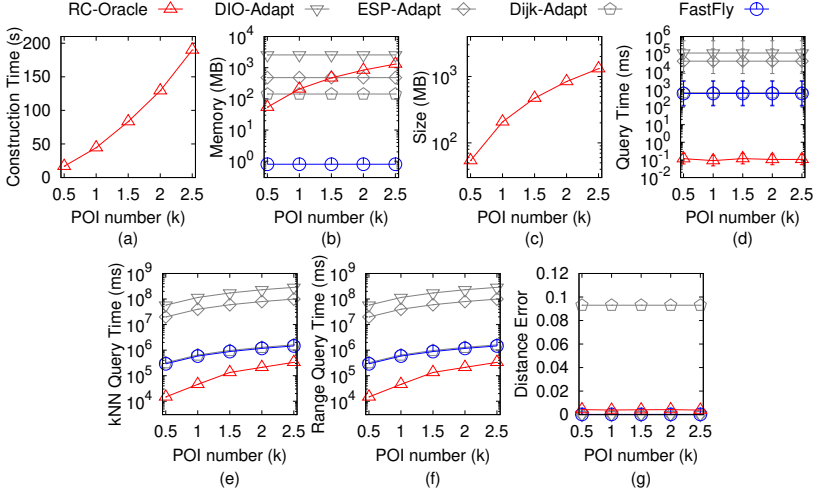 RC-Oracle DIO-Adapt ESP-Adapt Dijk-Adapt FastFly
Construction Time (s)
200
150
100
50
0
0.5 1 1.5 2 2.5
POI number (k)
(a)
Memory (MB)
10^4
10^3
10^2
10^1
10^0
0.5 1 1.5 2 2.5
POI number (k)
(b)
Size (MB)
10^3
10^2
0.5 1 1.5 2 2.5
POI number (k)
(c)
Query Time (ms)
10^6
10^5
10^4
10^3
10^2
10^1
10^0
10^-1
10^-2
0.5 1 1.5 2 2.5
POI number (k)
(d)
kNN Query Time (ms)
10^9
10^8
10^7
10^6
10^5
10^4
0.5 1 1.5 2 2.5
POI number (k)
(e)
Range Query Time (ms)
10^9
10^8
10^7
10^6
10^5
10^4
0.5 1 1.5 2 2.5
POI number (k)
(f)
Distance Error
0.12
0.1
0.08
0.06
0.04
0.02
0
0.5 1 1.5 2 2.5
POI number (k)
(g)